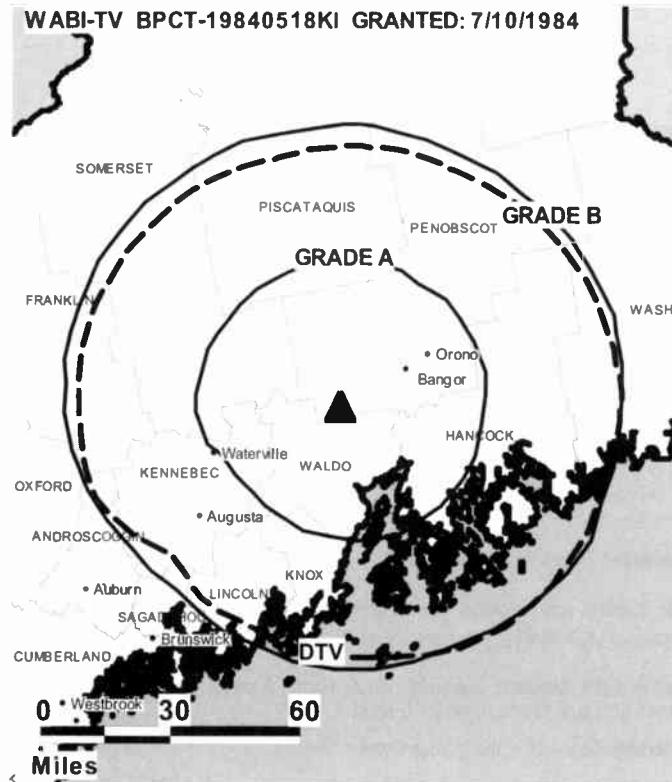 WABI-TV BPCT-19840518KI GRANTED: 7/10/1984
SOMERSET
PISCATAQUIS
PENOBSCOT
GRADE B
GRADE A
FRANKLIN
WASH
Orono
Bangor
HANCOCK
Waterville
WALDO
KENNEBEC
OXFORD
Augusta
ANDROSCOGGIN
KNOX
Auburn
LINCOLN
Brunswick
DTV
CUMBERLAND
Westbrook
0 30 60
Miles